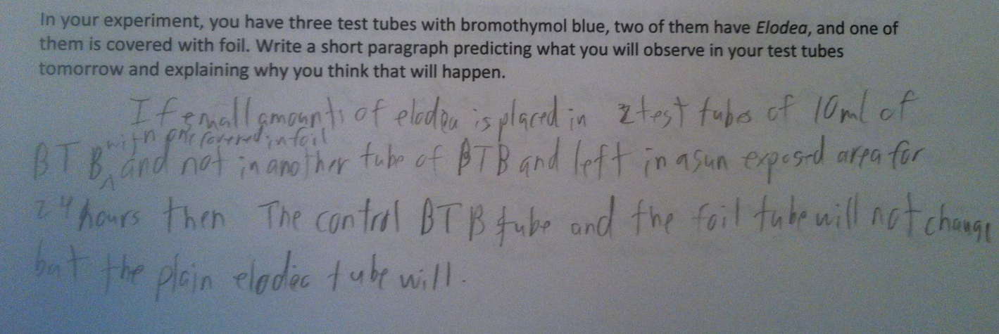 In your experiment, you have three test tubes with bromothymol blue, two of them have Elodea, and one of
them is covered with foil. Write a short paragraph predicting what you will observe in your test tubes
tomorrow and explaining why you think that will happen.
If small amounts of elodea is placed in 2 test tubes of 10ml of
with one covered in foil
BTB, and not in another tube of BTB and left in a sun exposed area for
24 hours then The control BTB tube and the foil tube will not change
but the plain elodea tube will.